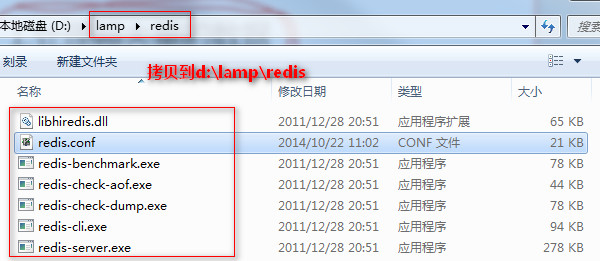 本地磁盘 (D:) ▸ lamp ▸ redis
搜索
刻录 新建文件夹
拷贝到d:\lamp\redis
名称 修改日期 类型 大小
libhiredis.dll 2011/12/28 20:51 应用程序扩展 65 KB
redis.conf 2014/10/22 11:02 CONF 文件 21 KB
redis-benchmark.exe 2011/12/28 20:51 应用程序 78 KB
redis-check-aof.exe 2011/12/28 20:51 应用程序 44 KB
redis-check-dump.exe 2011/12/28 20:51 应用程序 78 KB
redis-cli.exe 2011/12/28 20:51 应用程序 94 KB
redis-server.exe 2011/12/28 20:51 应用程序 278 KB